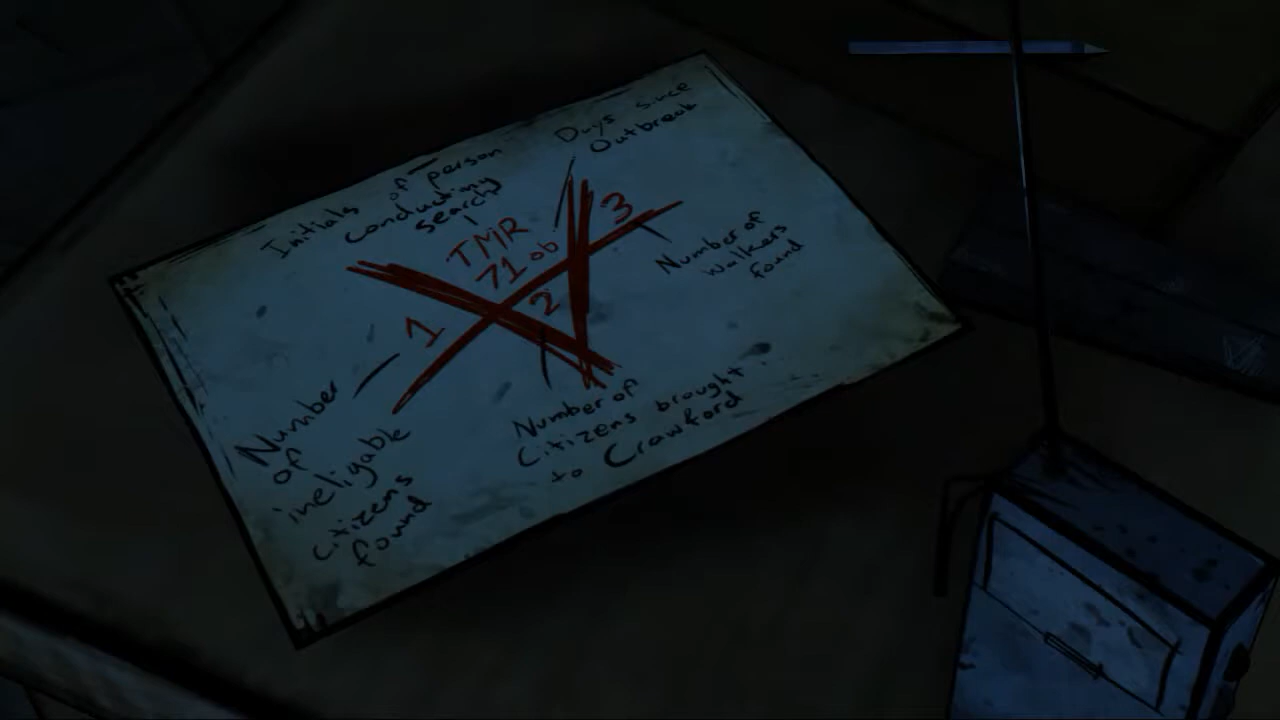 Initials of person
conducting
search
Days since
Outbreak
TMR
71 ob
3
Number of
walkers
found
1
2
Number
of
ineligable
citizens
found
Number of
Citizens brought
to Crawford